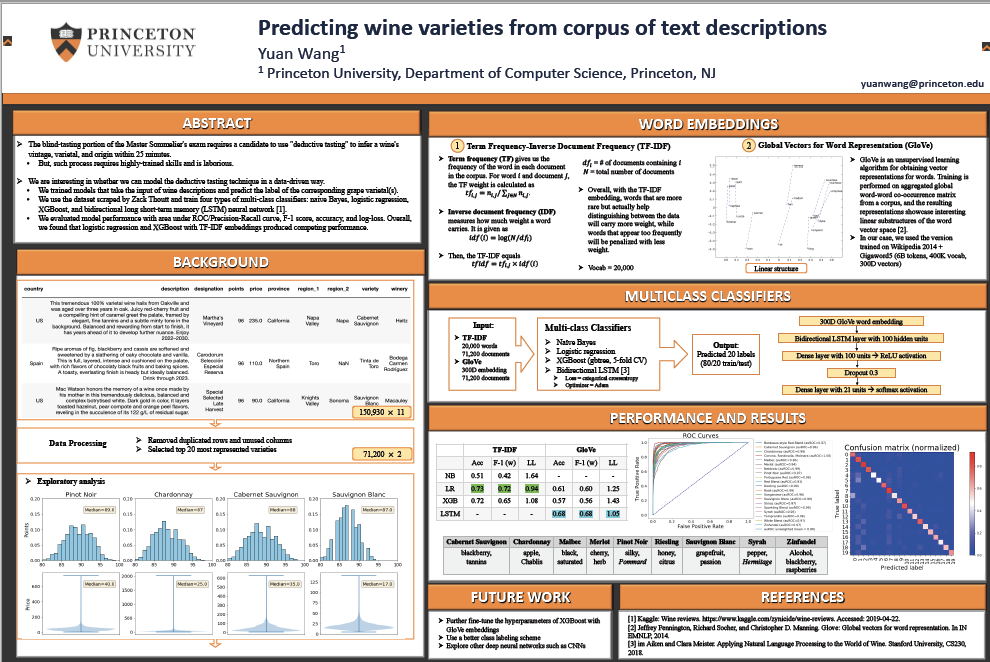 PRINCETON
UNIVERSITY
Predicting wine varieties from corpus of text descriptions
Yuan Wang1
1 Princeton University, Department of Computer Science, Princeton, NJ
yuanwang@princeton.edu
ABSTRACT
The blind-tasting portion of the Master Sommelier's exam requires a candidate to use "deductive tasting" to infer a wine's
vintage, varietal, and origin within 25 minutes.
But, such process requires highly-trained skills and is laborious.
We are interesting in whether we can model the deductive tasting technique in a data-driven way.
We trained models that take the input of wine descriptions and predict the label of the corresponding grape varietal(s).
We use the dataset scraped by Zack Thoutt and train four types of multi-class classifiers: naive Bayes, logistic regression,
XGBoost, and bidirectional long short-term memory (LSTM) neural network [1].
We evaluated model performance with area under ROC/Precision-Recall curve, F-1 score, accuracy, and log-loss. Overall,
we found that logistic regression and XGBoost with TF-IDF embeddings produced competing performance.
BACKGROUND
country description designation points price province region_1 region_2 variety winery
This tremendous 100% varietal wine hails from Oakville and
was aged over three years in oak. Juicy red-cherry fruit and
a compelling hint of caramel greet the palate, framed by
elegant, fine tannins and a subtle minty tone in the
background. Balanced and rewarding from start to finish, it
has years ahead of it to develop further nuance. Enjoy
2022–2030.
US Martha's Vineyard 96 235.0 California Napa Valley Napa Cabernet Sauvignon Heitz
Ripe aromas of fig, blackberry and cassis are softened and
sweetened by a slathering of oaky chocolate and vanilla.
This is full, layered, intense and cushioned on the palate,
with rich flavors of chocolaty black fruits and baking spices.
A toasty, everlasting finish is heady but ideally balanced.
Drink through 2023.
Spain Carodorum Selección Especial Reserva 96 110.0 Northern Spain Toro NaN Tinta de Toro Bodega Carmen Rodríguez
Mac Watson honors the memory of a wine once made by
his mother in this tremendously delicious, balanced and
complex botrytised white. Dark gold in color, it layers
toasted hazelnut, pear compote and orange peel flavors,
reveling in the succulence of its 122 g/L of residual sugar.
US Special Selected Late Harvest 96 90.0 California Knights Valley Sonoma Sauvignon Blanc Macauley
150,930 × 11
Data Processing
Removed duplicated rows and unused columns
Selected top 20 most represented varieties
71,200 × 2
Exploratory analysis
Pinot Noir Chardonnay Cabernet Sauvignon Sauvignon Blanc
Median=89.0 Median=87 Median=88 Median=87.0
0.20 0.15 0.10 0.05 0.00
Points
80 85 90 95 100
Median=40.0 Median=25.0 Median=35.0 Median=17.0
Price
WORD EMBEDDINGS
1 Term Frequency-Inverse Document Frequency (TF-IDF)
Term frequency (TF) gives us the
frequency of the word in each document
in the corpus. For word i and document j,
the TF weight is calculated as
tfi,j = ni,j/∑j∈N ni,j.
Inverse document frequency (IDF)
measures how much weight a word
carries. It is given as
idf(i) = log(N/dfi)
Then, the TF-IDF equals
tfidf = tfi,j × idf(i)
dfi = # of documents containing i
N = total number of documents
Overall, with the TF-IDF
embedding, words that are more
rare but actually help
distinguishing between the data
will carry more weight, while
words that appear too frequently
will be penalized with less
weight.
Vocab = 20,000
2 Global Vectors for Word Representation (GloVe)
Linear structure
GloVe is an unsupervised learning
algorithm for obtaining vector
representations for words. Training is
performed on aggregated global
word-word co-occurrence matrix
from a corpus, and the resulting
representations showcase interesting
linear substructures of the word
vector space [2].
In our case, we used the version
trained on Wikipedia 2014 +
Gigaword5 (6B tokens, 400K vocab,
300D vectors)
MULTICLASS CLASSIFIERS
Input:
TF-IDF
20,000 words
71,200 documents
GloVe
300D embedding
71,200 documents
Multi-class Classifiers
Naive Bayes
Logistic regression
XGBoost (gbtree, 5-fold CV)
Bidirectional LSTM [3]
Loss = categorical crossentropy
Optimizer = Adam
Output:
Predicted 20 labels
(80/20 train/test)
300D GloVe word embedding
Bidirectional LSTM layer with 100 hidden units
Dense layer with 100 units → ReLU activation
Dropout 0.3
Dense layer with 21 units → softmax activation
PERFORMANCE AND RESULTS
TF-IDF GloVe
Acc F-1 (w) LL Acc F-1 (w) LL
NB 0.51 0.42 1.64 - - -
LR 0.73 0.72 0.94 0.61 0.60 1.25
XGB 0.72 0.65 1.08 0.57 0.56 1.43
LSTM - - - 0.68 0.68 1.05
ROC Curves
True Positive Rate
False Positive Rate
Confusion matrix (normalized)
True label
Predicted label
Cabernet Sauvignon Chardonnay Malbec Merlot Pinot Noir Riesling Sauvignon Blanc Syrah Zinfandel
blackberry, tannins apple, Chablis black, saturated cherry, herb silky, Pommard honey, citrus grapefruit, passion pepper, Hermitage Alcohol, blackberry, raspberries
FUTURE WORK
Further fine-tune the hyperparameters of XGBoost with
GloVe embeddings
Use a better class labeling scheme
Explore other deep neural networks such as CNNs
REFERENCES
[1] Kaggle: Wine reviews. https://www.kaggle.com/zynicide/wine-reviews. Accessed: 2019-04-22.
[2] Jeffrey Pennington, Richard Socher, and Christopher D. Manning. Glove: Global vectors for word representation. In IN
EMNLP, 2014.
[3] im Aiken and Clara Meister. Applying Natural Language Processing to the World of Wine. Stanford University, CS230,
2018.